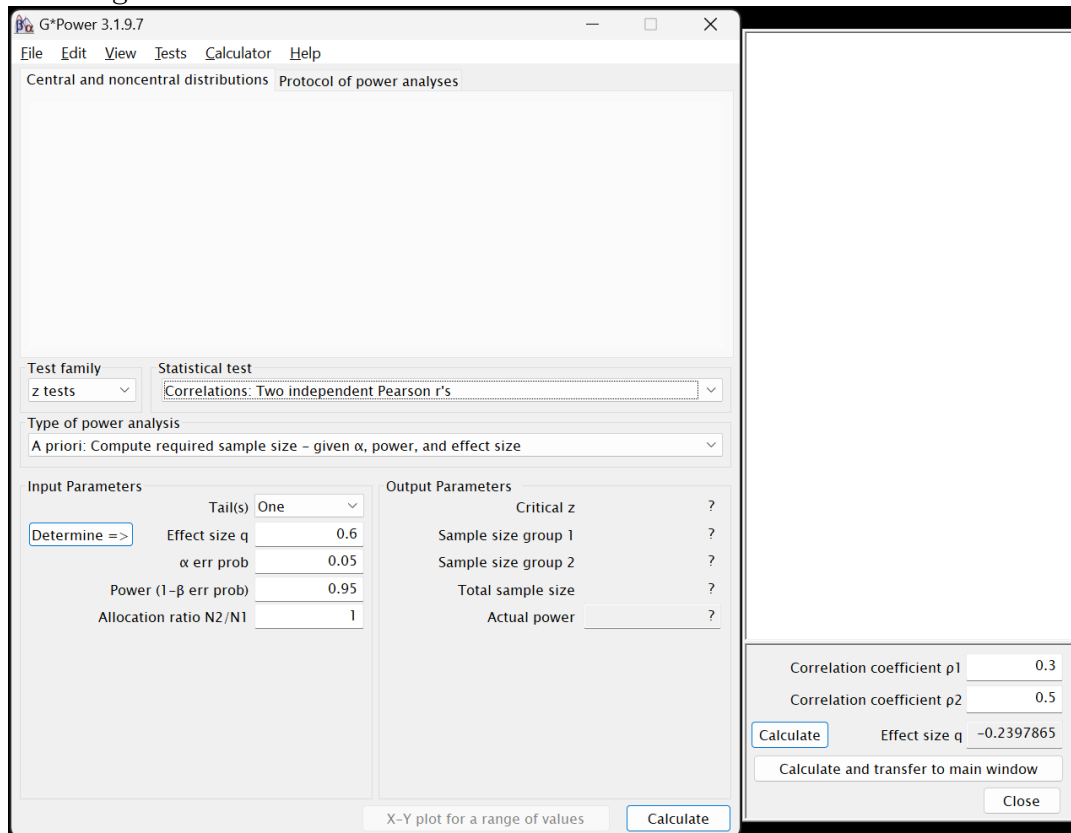 G*Power 3.1.9.7
File Edit View Tests Calculator Help
Central and noncentral distributions Protocol of power analyses
Test family
z tests
Statistical test
Correlations: Two independent Pearson r's
Type of power analysis
A priori: Compute required sample size – given α, power, and effect size
Input Parameters
Tail(s) One
Determine => Effect size q 0.6
α err prob 0.05
Power (1–β err prob) 0.95
Allocation ratio N2/N1 1
Output Parameters
Critical z ?
Sample size group 1 ?
Sample size group 2 ?
Total sample size ?
Actual power ?
X–Y plot for a range of values Calculate
Correlation coefficient ρ1 0.3
Correlation coefficient ρ2 0.5
Calculate Effect size q -0.2397865
Calculate and transfer to main window
Close